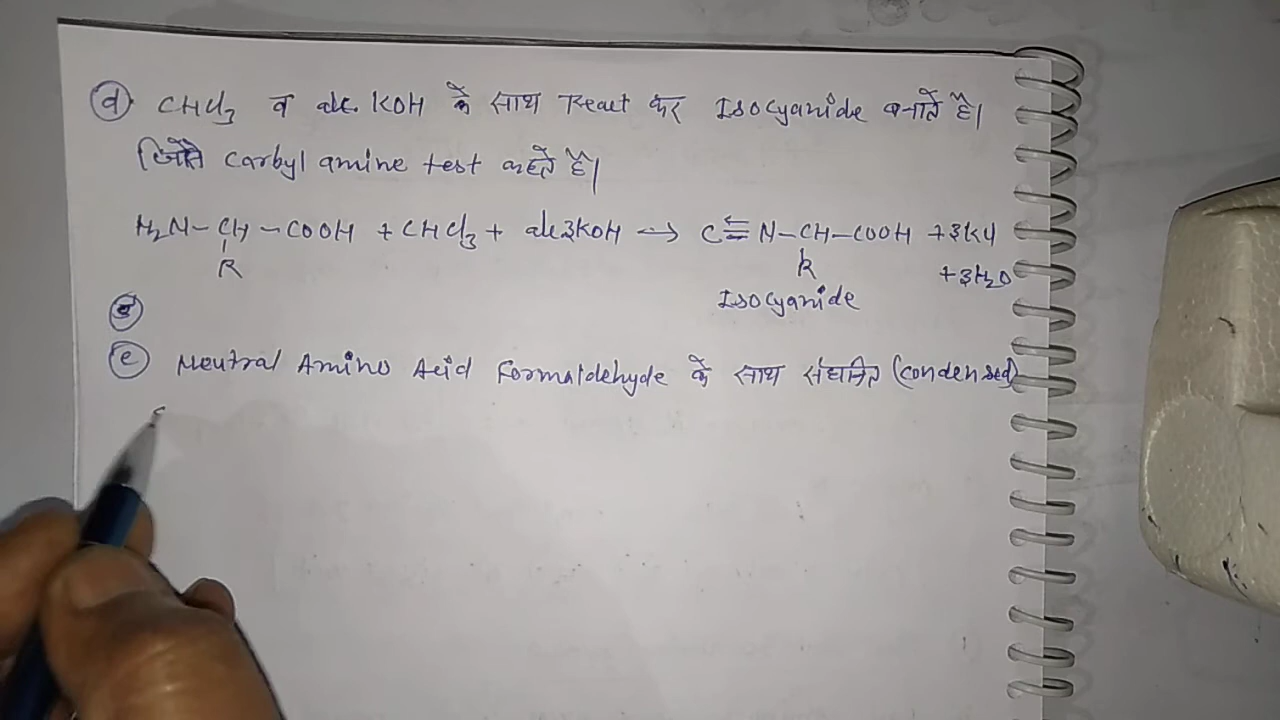 (d) CHCl3 व alc. KOH के साथ React कर Isocyanide बनाते है।
जिसे carbyl amine test कहते है।
H2N-CH-COOH + CHCl3 + alc3KOH → C≡N-CH-COOH +3KCl
R R +3H2O
Isocyanide
(e) Neutral Amino Acid Formaldehyde के साथ संघनित (condensed)